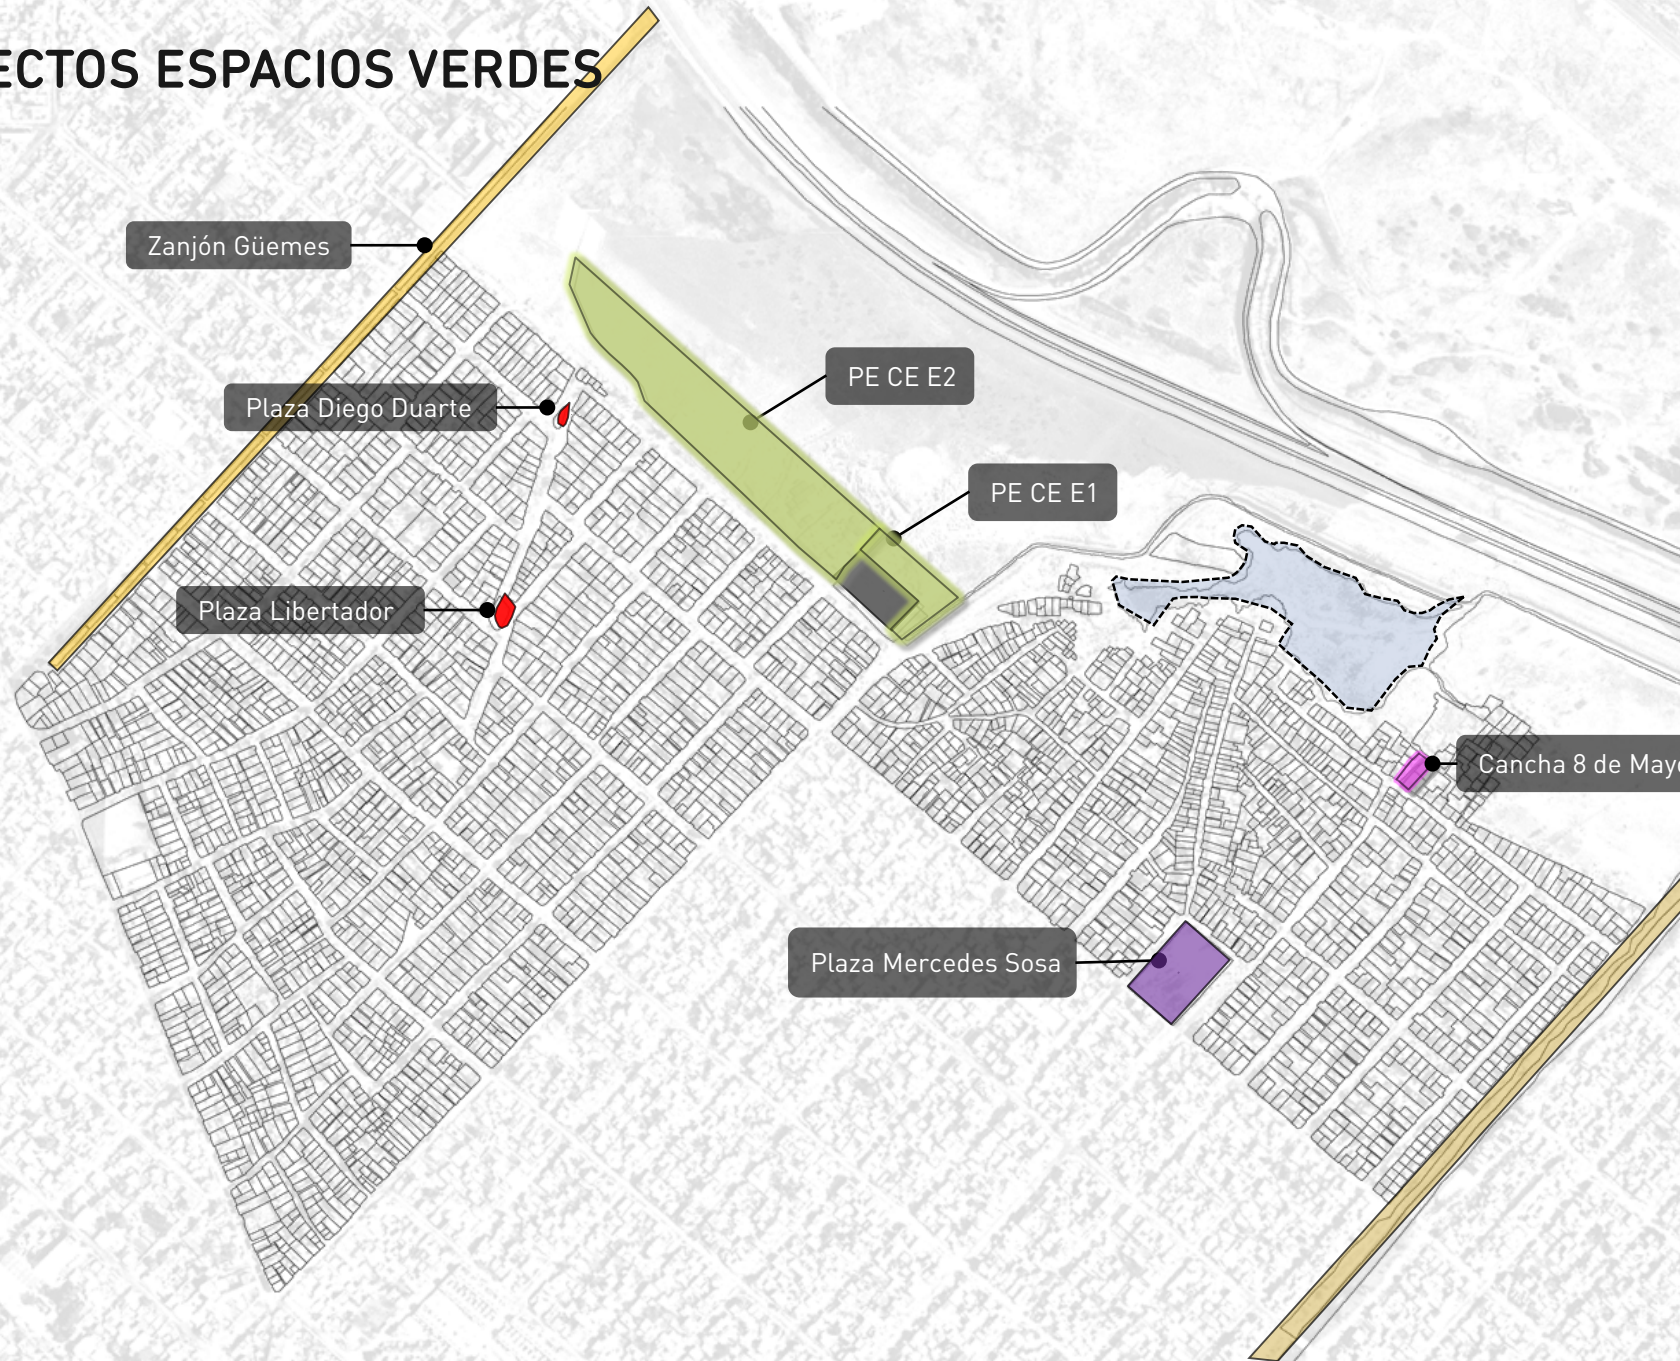 ECTOS ESPACIOS VERDES
Zanjón Güemes
PE CE E2
Plaza Diego Duarte
PE CE E1
Plaza Libertador
Cancha 8 de Mayo
Plaza Mercedes Sosa